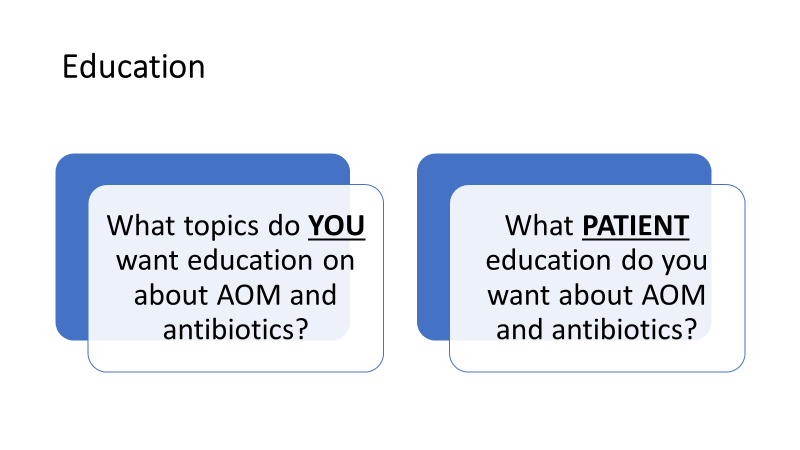 Education
What topics do YOU
want education on
about AOM and
antibiotics?
What PATIENT
education do you
want about AOM
and antibiotics?